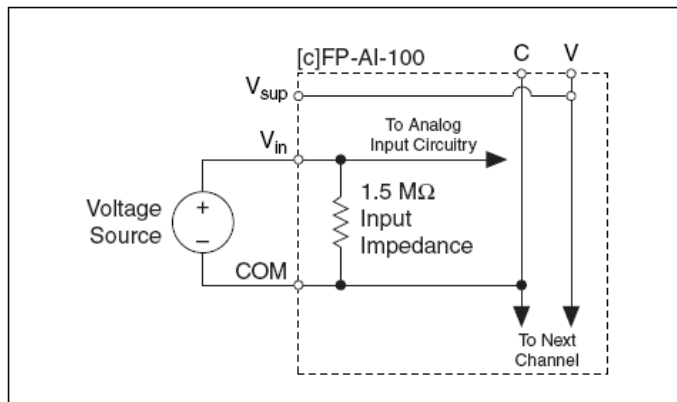 [c]FP-AI-100
C
V
Vsup
To Analog
Input Circuitry
Vin
1.5 MΩ
Input
Impedance
Voltage
Source
+
–
COM
To Next
Channel